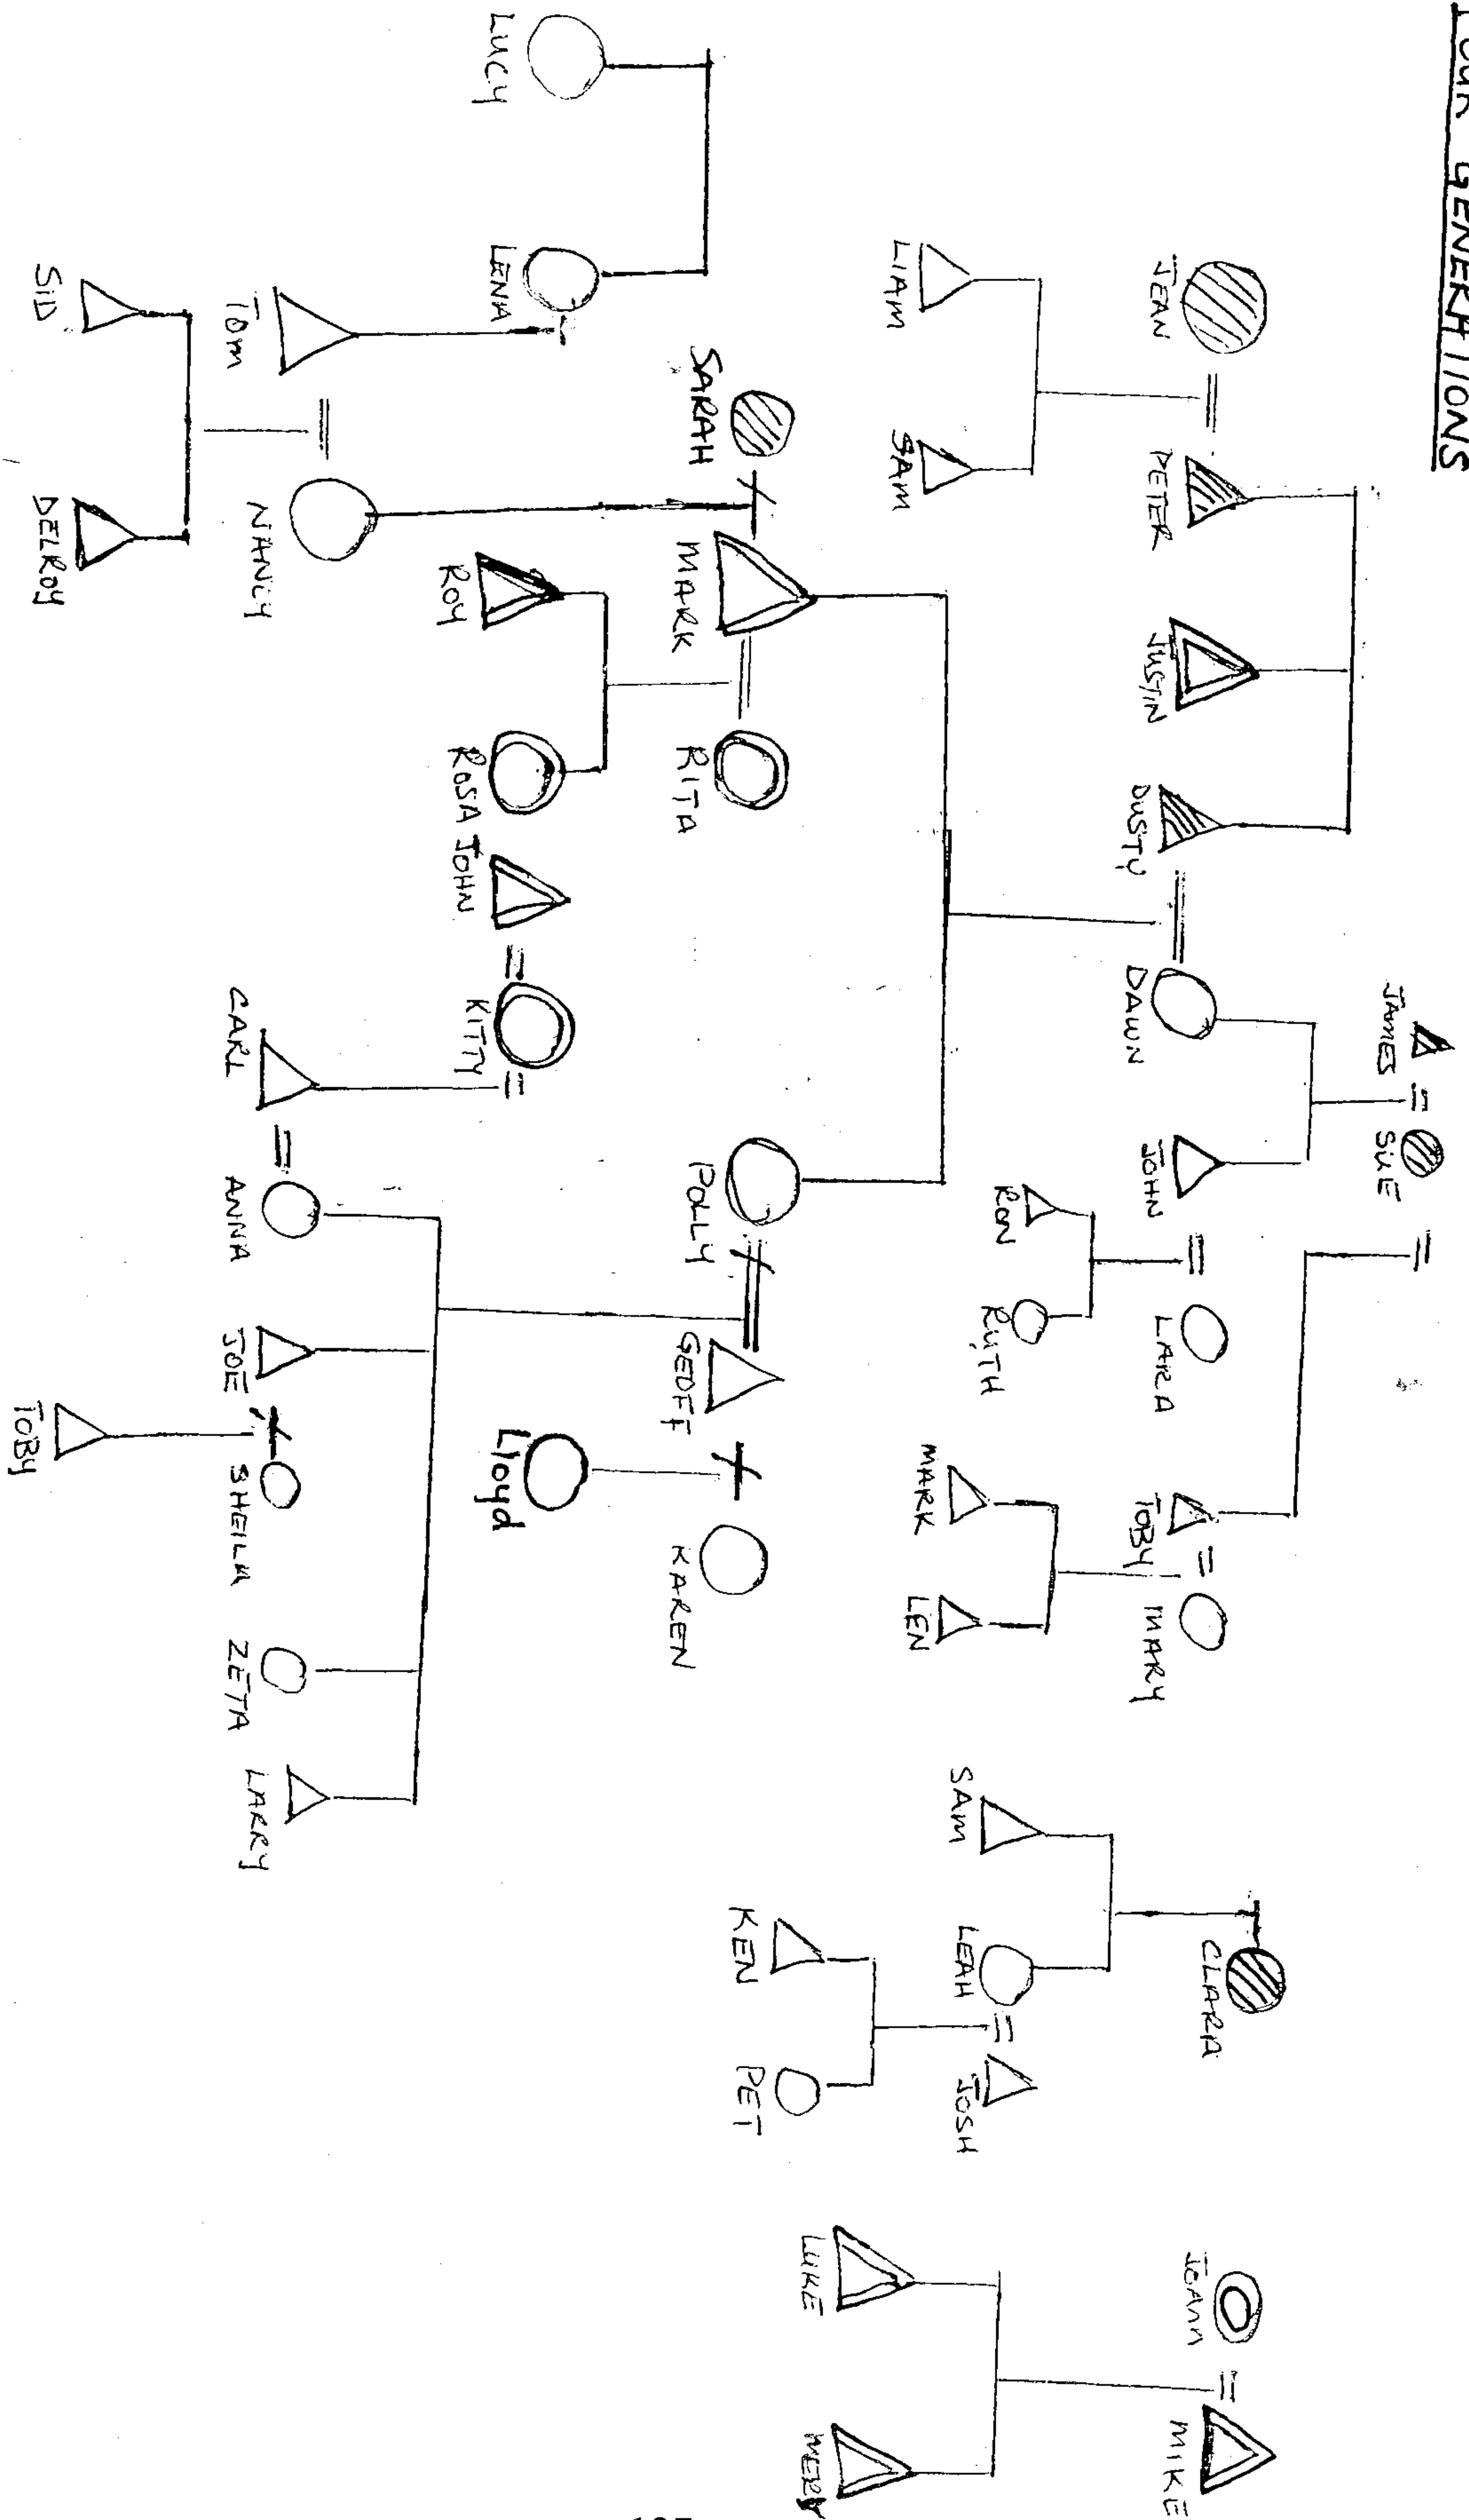 GENERATIONS
JAMES
SUE
JEAN
PETER
JUSTIN
DUSTY
DAWN
JOHN
LARA
TOBY
MARY
CLARA
JOANN
MIKE
LIAM
SAM
RON
RUTH
MARK
LEN
SAM
LEAH
JOSH
LUKE
MERV
SARAH
MARK
RITA
POLLY
GEOFF
KAREN
KEN
PET
LUCY
LENA
ROY
ROSA
JOHN
KITTY
Lloyd
TOM
NANCY
CARL
ANNA
JOE
SHEILA
ZETA
LARRY
SID
DELROY
TOBY